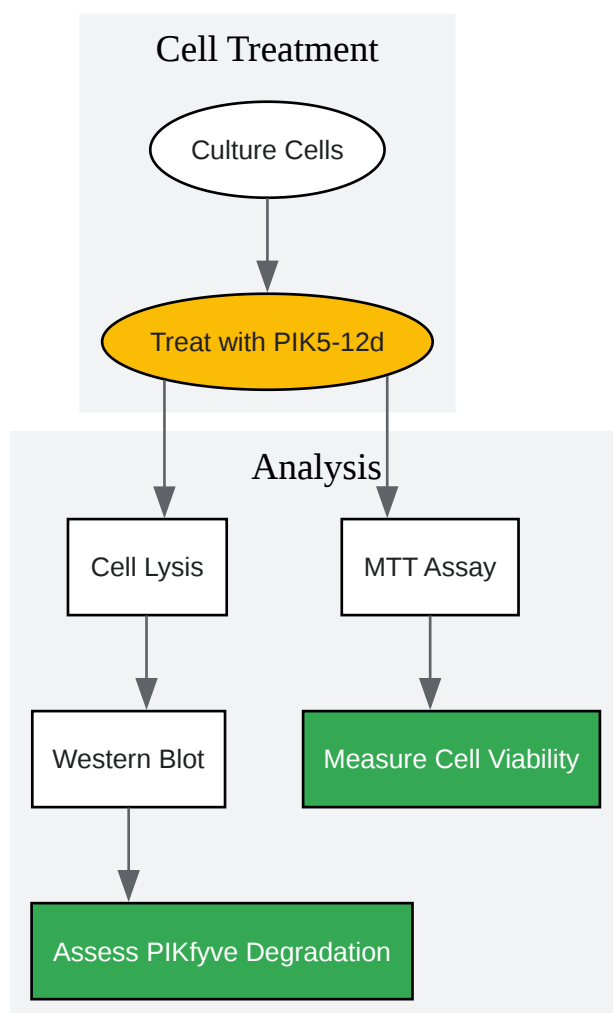 Cell Treatment
Culture Cells
Treat with PIK5-12d
Analysis
Cell Lysis
MTT Assay
Western Blot
Measure Cell Viability
Assess PIKfyve Degradation